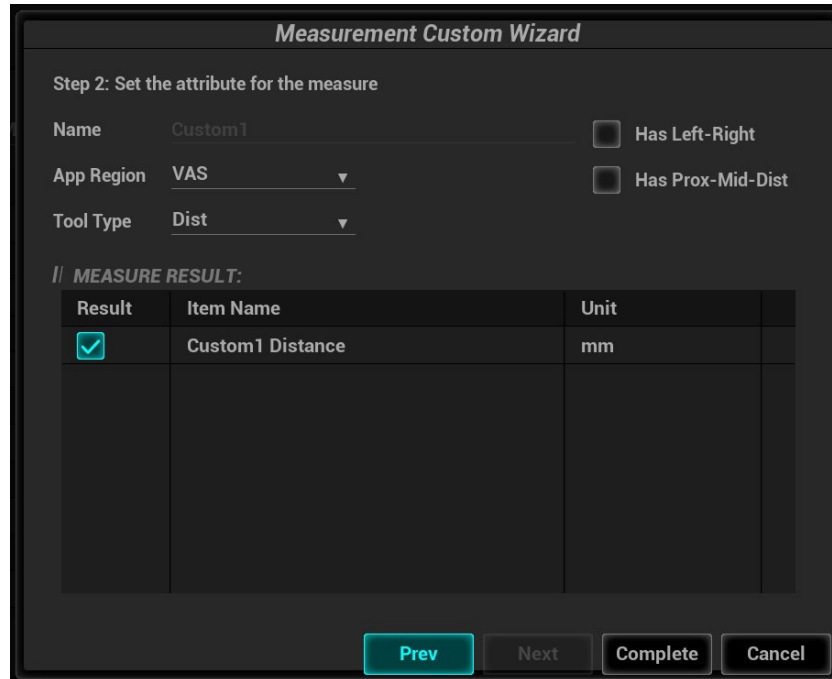 Measurement Custom Wizard
Step 2: Set the attribute for the measure
Name Custom1 Has Left-Right
App Region VAS Has Prox-Mid-Dist
Tool Type Dist
// MEASURE RESULT:
Result Item Name Unit
Custom1 Distance mm
Prev Next Complete Cancel